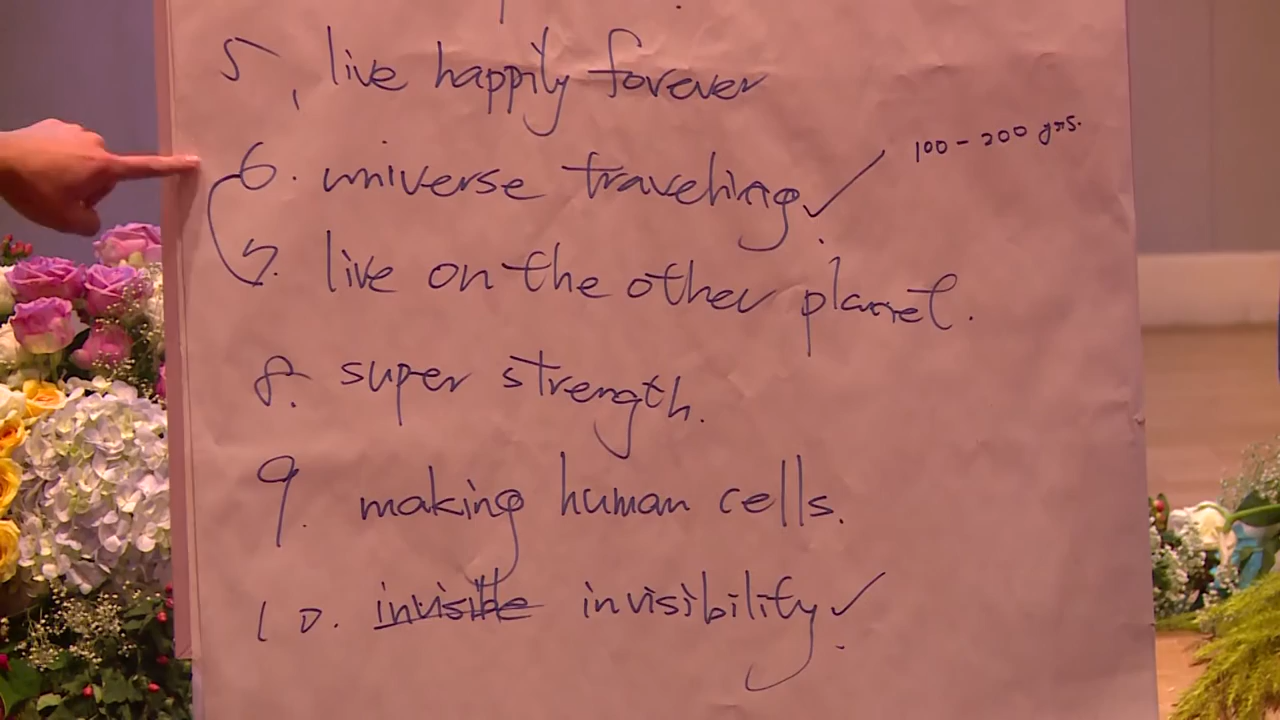 5, live happily forever
6. universe traveling ✓ 100-200 yrs.
7. live on the other planet.
8. super strength.
9. making human cells.
10. invisible invisibility ✓